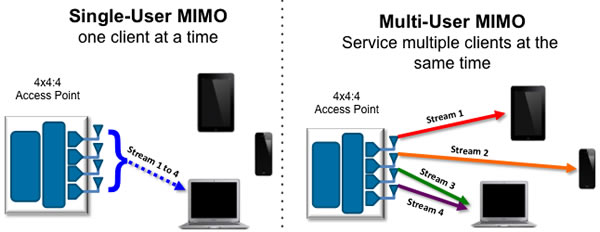 Single-User MIMO
one client at a time
4x4:4
Access Point
Stream 1 to 4
Multi-User MIMO
Service multiple clients at the
same time
4x4:4
Access Point
Stream 1
Stream 2
Stream 3
Stream 4